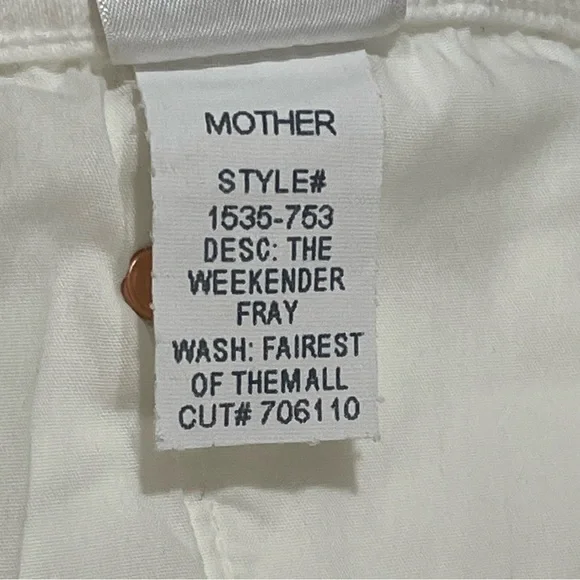 MOTHER
STYLE#
1535-753
DESC: THE
WEEKENDER
FRAY
WASH: FAIREST
OF THEMALL
CUT# 706110